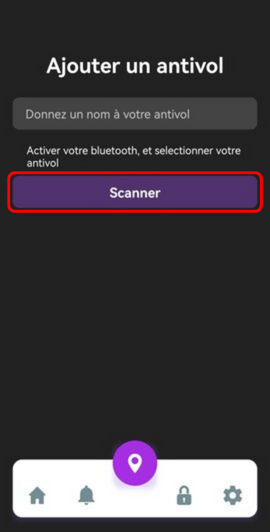 Ajouter un antivol
Donnez un nom à votre antivol
Activer votre bluetooth, et selectionner votre
antivol
Scanner